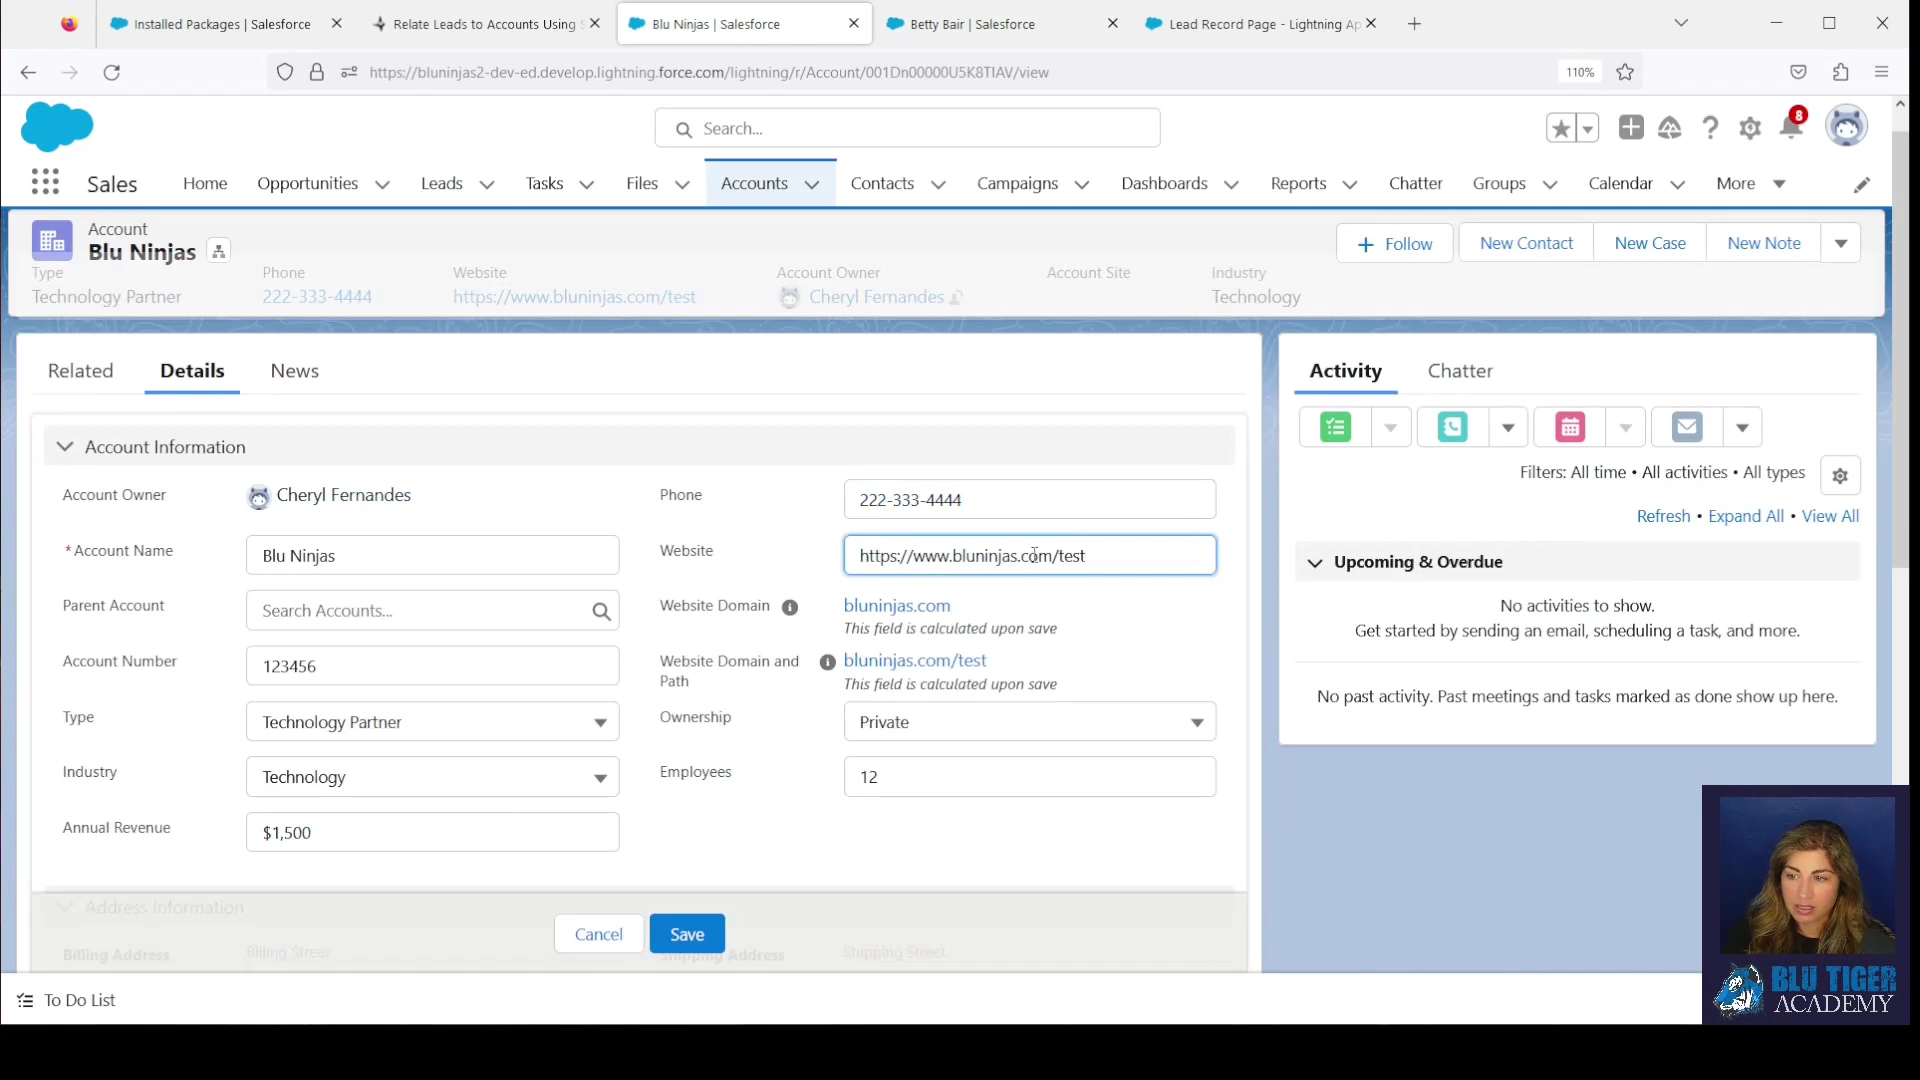 Installed Packages | Salesforce
Relate Leads to Accounts Using S
Blu Ninjas | Salesforce
Betty Bair | Salesforce
Lead Record Page - Lightning Ap
https://bluninjas2-dev-ed.develop.lightning.force.com/lightning/r/Account/001Dn00000U5K8TIAV/view
110%
Search...
8
Sales
Home
Opportunities
Leads
Tasks
Files
Accounts
Contacts
Campaigns
Dashboards
Reports
Chatter
Groups
Calendar
More
Account
Blu Ninjas
Follow
New Contact
New Case
New Note
Type
Phone
Website
Account Owner
Account Site
Industry
Technology Partner
222-333-4444
https://www.bluninjas.com/test
Cheryl Fernandes
Technology
Related
Details
News
Account Information
Account Owner
Cheryl Fernandes
*Account Name
Blu Ninjas
Parent Account
Search Accounts...
Account Number
123456
Type
Technology Partner
Industry
Technology
Annual Revenue
$1,500
Phone
222-333-4444
Website
https://www.bluninjas.com/test
Website Domain
bluninjas.com
This field is calculated upon save
Website Domain and
Path
bluninjas.com/test
This field is calculated upon save
Ownership
Private
Employees
12
Address Information
Billing Address
Billing Street
Shipping Address
Shipping Street
Cancel
Save
Activity
Chatter
Filters: All time • All activities • All types
Refresh • Expand All • View All
Upcoming & Overdue
No activities to show.
Get started by sending an email, scheduling a task, and more.
No past activity. Past meetings and tasks marked as done show up here.
To Do List
BLU TIGER
ACADEMY